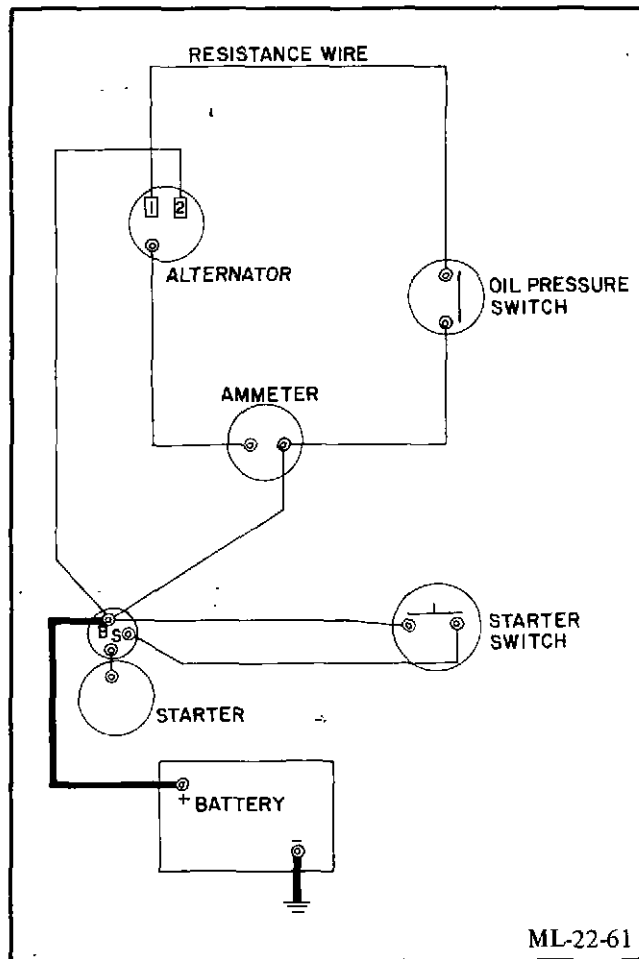 RESISTANCE WIRE
1 2
ALTERNATOR
OIL PRESSURE
SWITCH
AMMETER
B
S
STARTER
SWITCH
STARTER
+ BATTERY
-
ML-22-61